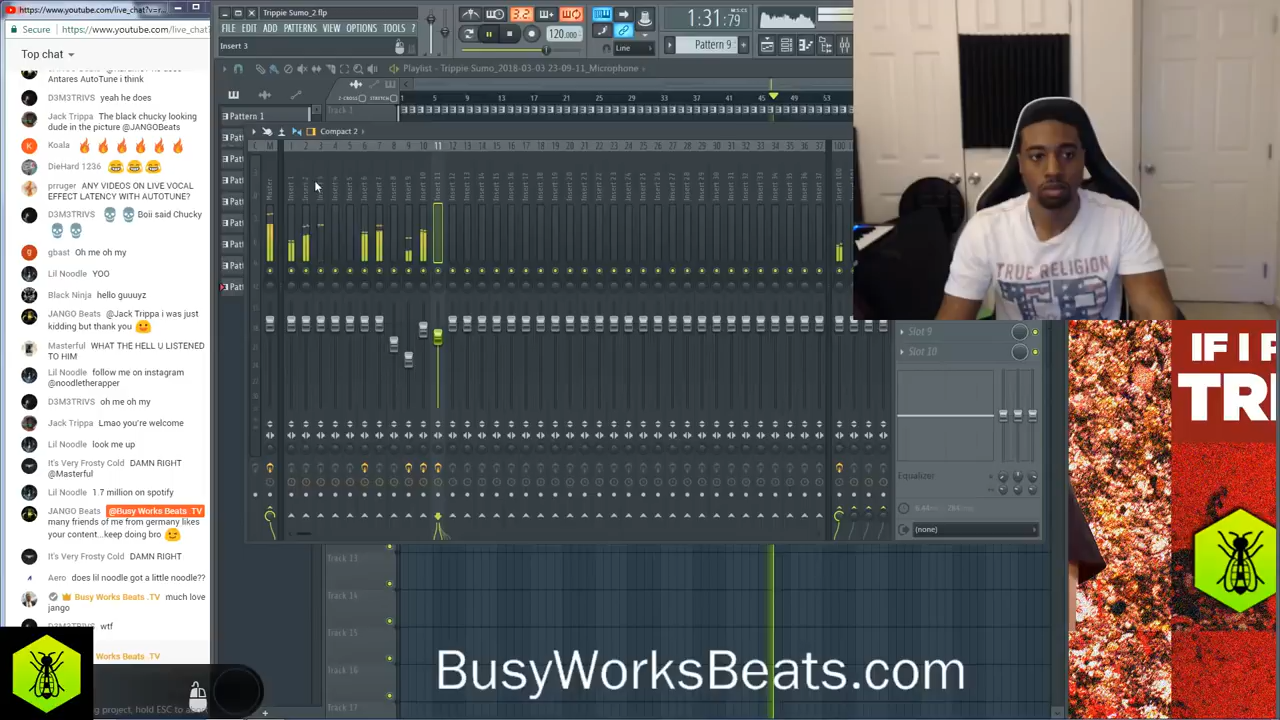 https://www.youtube.com/live_chat?v=r...
Secure
https://www.youtube.com/live_chat?
Top chat
Antares AutoTune i think
D3M3TRIVS yeah he does
Jack Trippa The black chucky looking
dude in the picture @JANGOBeats
Koala
DieHard 1236
prruger ANY VIDEOS ON LIVE VOCAL
EFFECT LATENCY WITH AUTOTUNE?
D3M3TRIVS Boii said Chucky
gbast Oh me oh my
Lil Noodle YOO
Black Ninja hello guuuyz
JANGO Beats @Jack Trippa i was just
kidding but thank you
Masterful WHAT THE HELL U LISTENED
TO HIM
Lil Noodle follow me on instagram
@noodletherapper
D3M3TRIVS oh me oh my
Jack Trippa Lmao you're welcome
Lil Noodle look me up
It's Very Frosty Cold DAMN RIGHT
@Masterful
Lil Noodle 1.7 million on spotify
JANGO Beats @Busy Works Beats .TV
many friends of me from germany likes
your content...keep doing bro
It's Very Frosty Cold DAMN RIGHT
Aero does lil noodle got a little noodle??
Busy Works Beats .TV much love
jango
D3M3TRIVS wtf
Works Beats .TV
Trippie Sumo_2.flp
FILE EDIT ADD PATTERNS VIEW OPTIONS TOOLS ?
Insert 3
3.2
120.000
Line
1:31:79
Pattern 9
Playlist - Trippie Sumo_2018-03-03 23-09-11_Microphone
Pattern 1
Track 1
Compact 2
Master
Slot 9
Slot 10
Equalizer
(none)
Track 13
Track 14
Track 15
Track 16
Track 17
IF I F
TRI
BusyWorksBeats.com
TRUE RELIGION